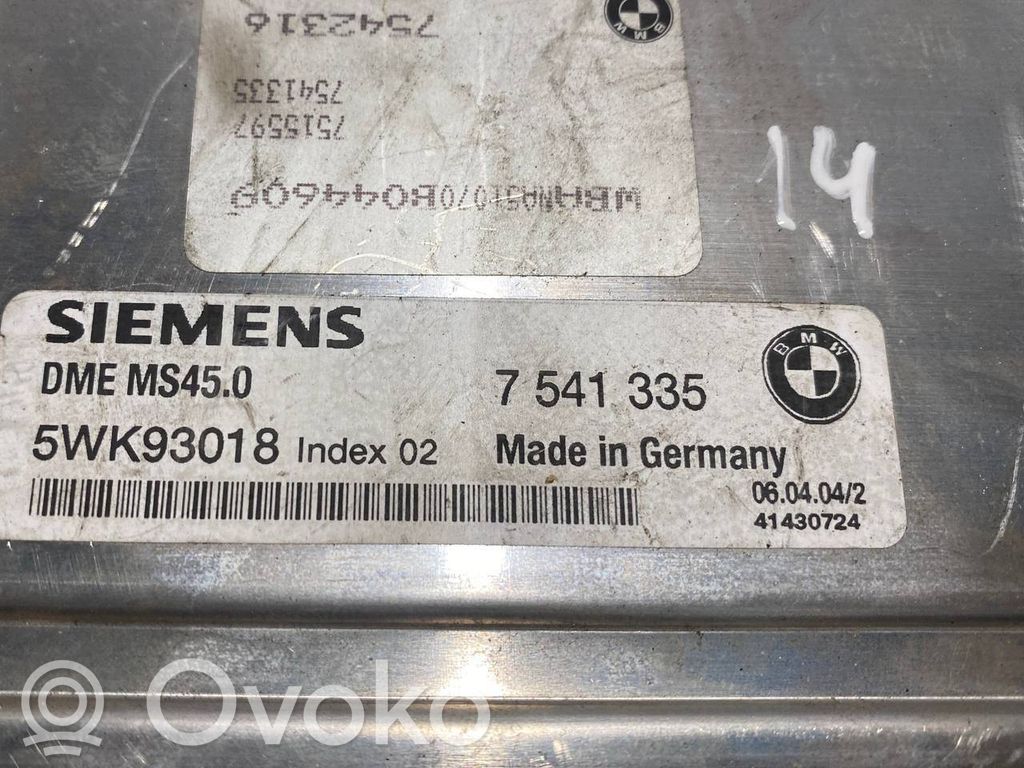 7542316
7541335
7515597
14
SIEMENS
DME MS45.0
7 541 335
BMW
5WK93018 Index 02
Made in Germany
06.04.04/2
41430724
Ovoko